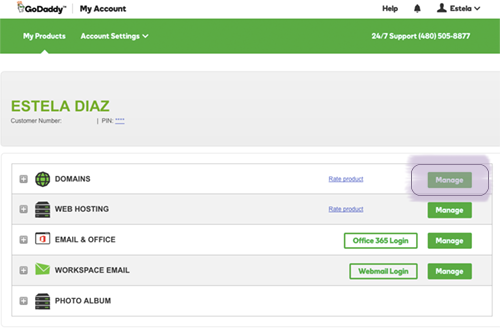 GoDaddy™ My Account Help Estela
My Products Account Settings 24/7 Support (480) 505-8877
ESTELA DIAZ
Customer Number: | PIN: ****
DOMAINS Rate product Manage
WEB HOSTING Rate product Manage
EMAIL & OFFICE Office 365 Login Manage
WORKSPACE EMAIL Webmail Login Manage
PHOTO ALBUM